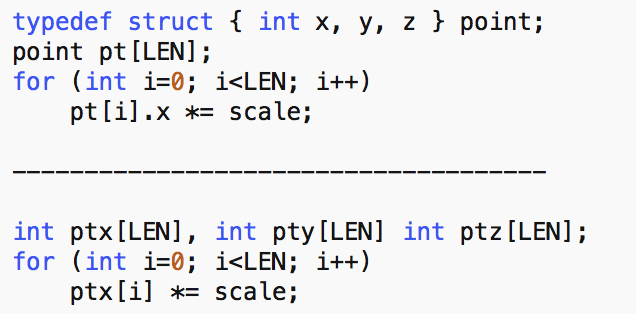 typedef struct { int x, y, z } point;
point pt[LEN];
for (int i=0; i<LEN; i++)
    pt[i].x *= scale;
-------------------------------------
int ptx[LEN], int pty[LEN] int ptz[LEN];
for (int i=0; i<LEN; i++)
    ptx[i] *= scale;